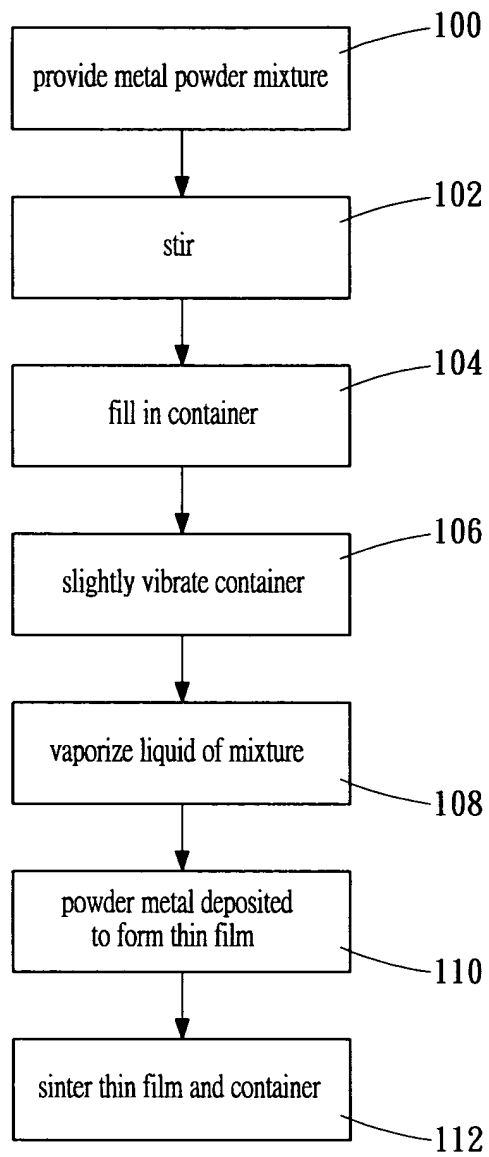 100
provide metal powder mixture
102
stir
104
fill in container
106
slightly vibrate container
vaporize liquid of mixture
108
powder metal deposited
to form thin film
110
sinter thin film and container
112